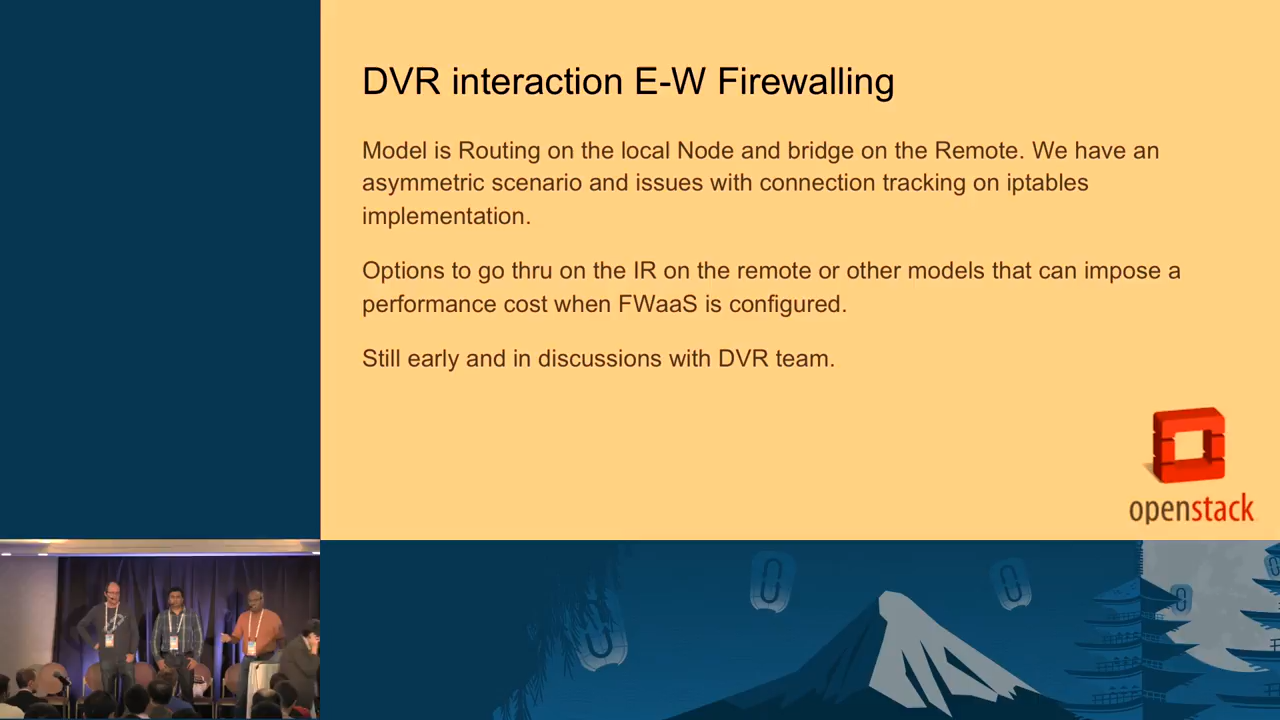 DVR interaction E-W Firewalling
Model is Routing on the local Node and bridge on the Remote. We have an
asymmetric scenario and issues with connection tracking on iptables
implementation.
Options to go thru on the IR on the remote or other models that can impose a
performance cost when FWaaS is configured.
Still early and in discussions with DVR team.
openstack